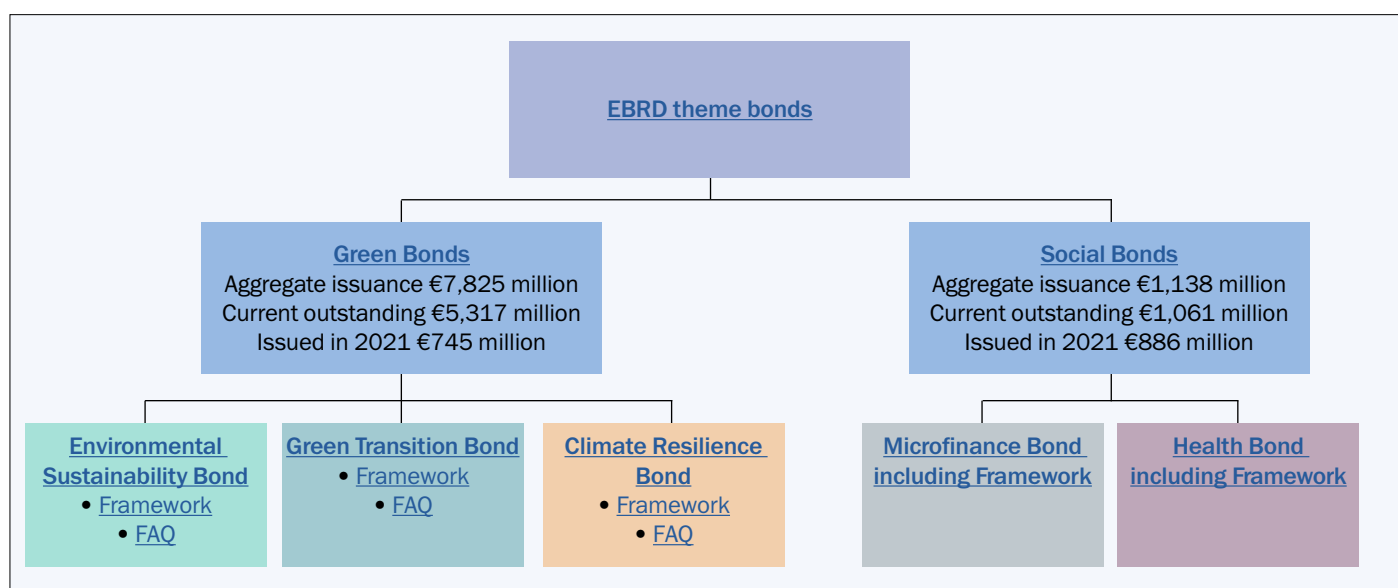 EBRD theme bonds
Green Bonds
Aggregate issuance €7,825 million
Current outstanding €5,317 million
Issued in 2021 €745 million
Social Bonds
Aggregate issuance €1,138 million
Current outstanding €1,061 million
Issued in 2021 €886 million
Environmental
Sustainability Bond
• Framework
• FAQ
Green Transition Bond
• Framework
• FAQ
Climate Resilience
Bond
• Framework
• FAQ
Microfinance Bond
including Framework
Health Bond
including Framework